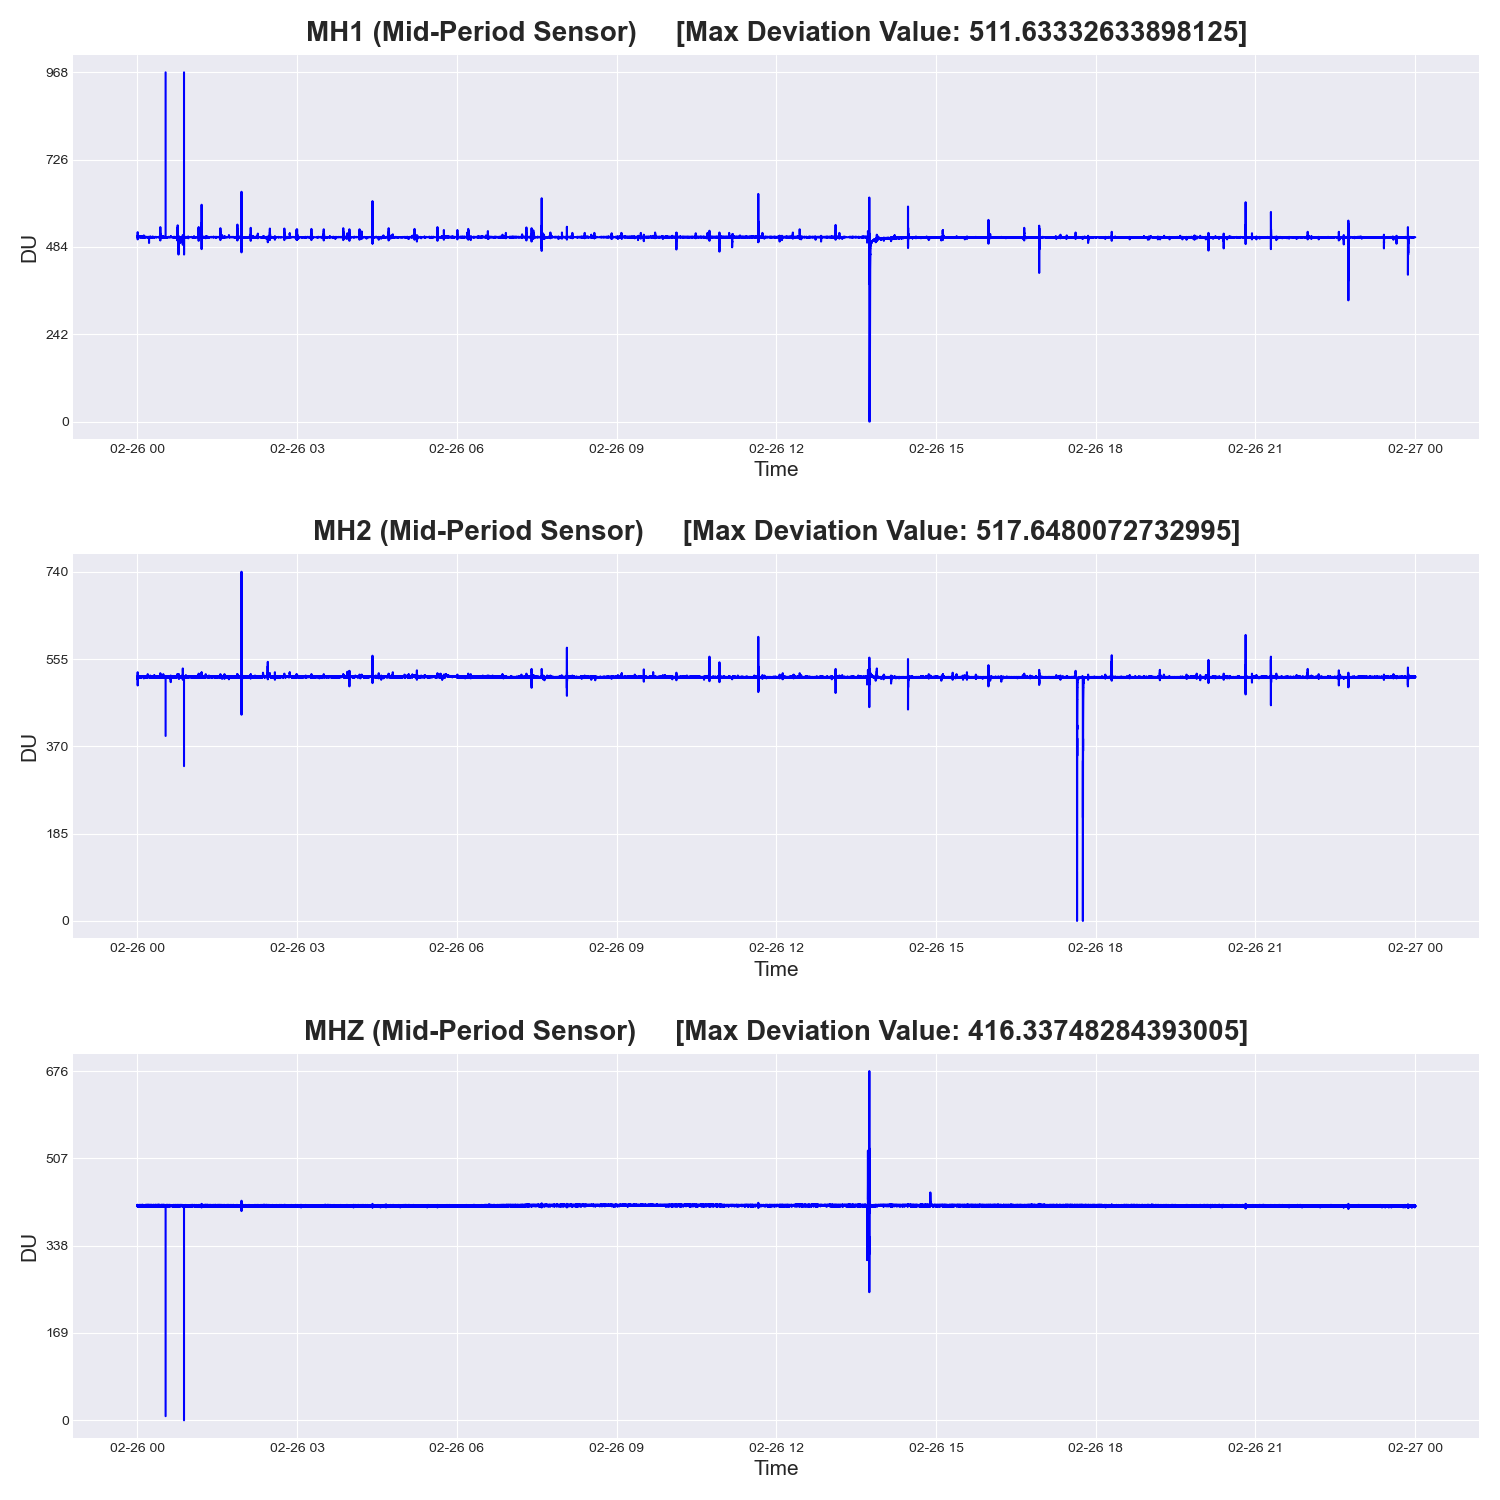 MH1 (Mid-Period Sensor) [Max Deviation Value: 511.63332633898125]
968
726
484
242
0
DU
02-26 00 02-26 03 02-26 06 02-26 09 02-26 12 02-26 15 02-26 18 02-26 21 02-27 00
Time
MH2 (Mid-Period Sensor) [Max Deviation Value: 517.6480072732995]
740
555
370
185
0
DU
02-26 00 02-26 03 02-26 06 02-26 09 02-26 12 02-26 15 02-26 18 02-26 21 02-27 00
Time
MHZ (Mid-Period Sensor) [Max Deviation Value: 416.33748284393005]
676
507
338
169
0
DU
02-26 00 02-26 03 02-26 06 02-26 09 02-26 12 02-26 15 02-26 18 02-26 21 02-27 00
Time